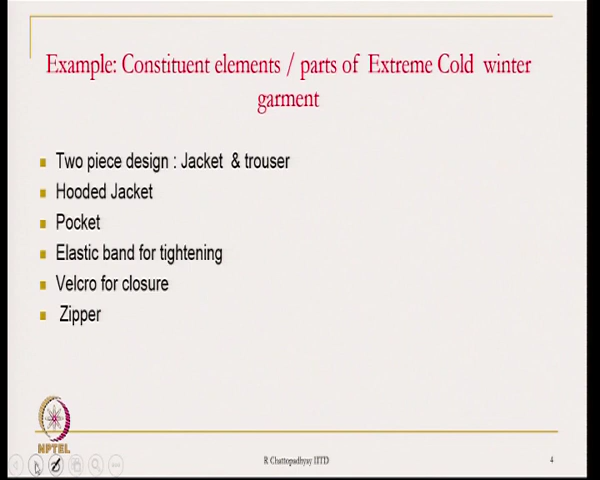 Example: Constituent elements / parts of Extreme Cold winter
garment
Two piece design : Jacket & trouser
Hooded Jacket
Pocket
Elastic band for tightening
Velcro for closure
Zipper
NPTEL
R Chattopadhyay IITD
4